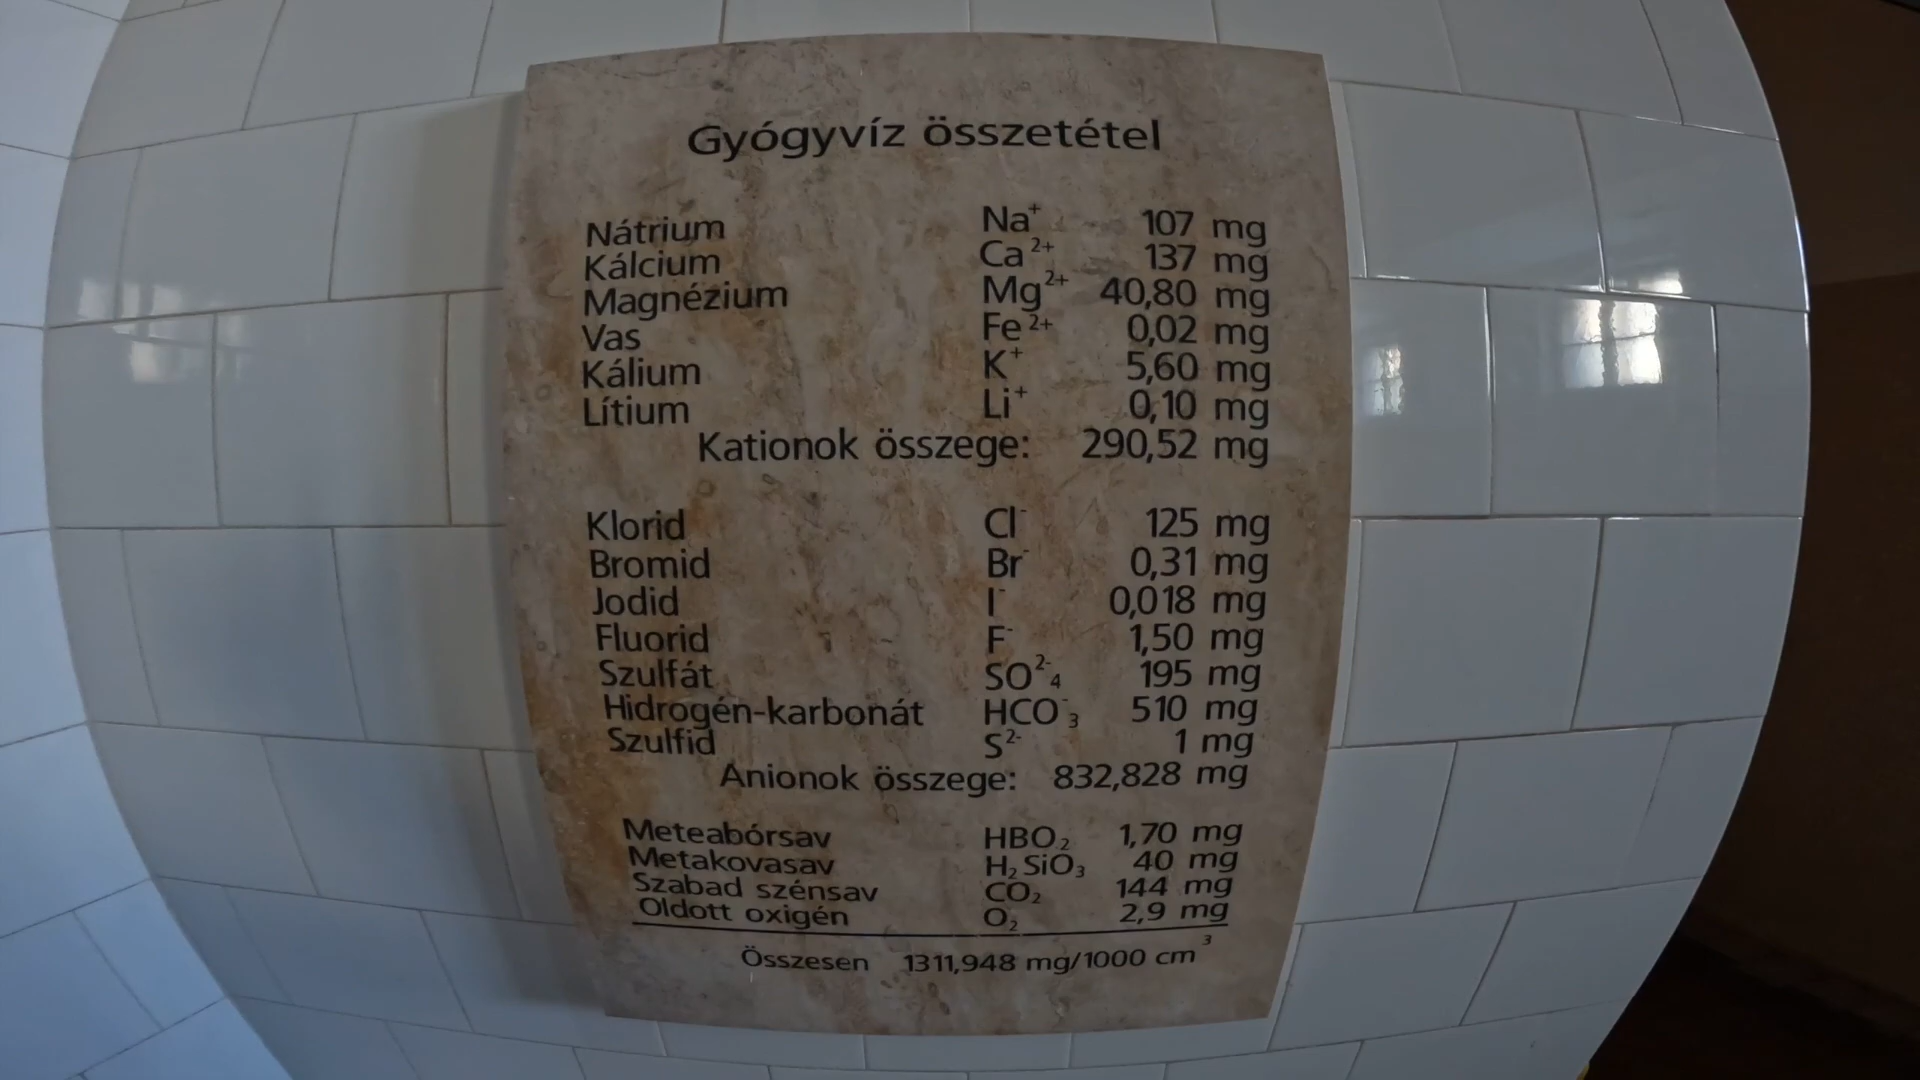 Gyógyvíz összetétel
Nátrium Na⁺ 107 mg
Kálcium Ca²⁺ 137 mg
Magnézium Mg²⁺ 40,80 mg
Vas Fe²⁺ 0,02 mg
Kálium K⁺ 5,60 mg
Lítium Li⁺ 0,10 mg
Kationok összege: 290,52 mg
Klorid Cl⁻ 125 mg
Bromid Br⁻ 0,31 mg
Jodid I⁻ 0,018 mg
Fluorid F⁻ 1,50 mg
Szulfát SO²⁻₄ 195 mg
Hidrogén-karbonát HCO⁻₃ 510 mg
Szulfid S²⁻ 1 mg
Anionok összege: 832,828 mg
Meteabórsav HBO₂ 1,70 mg
Metakovasav H₂SiO₃ 40 mg
Szabad szénsav CO₂ 144 mg
Oldott oxigén O₂ 2,9 mg
Összesen 1311,948 mg/1000 cm³